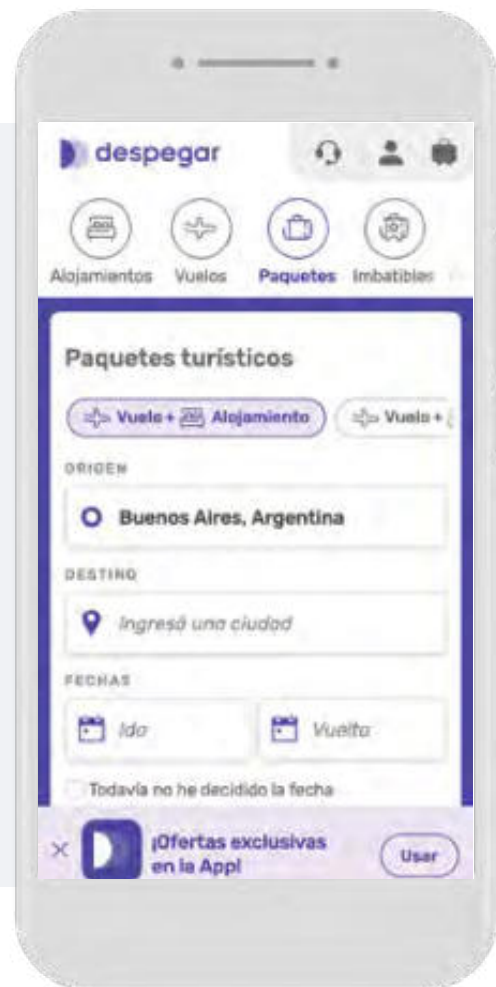 despegar
Alojamientos Vuelos Paquetes Imbatibles
Paquetes turísticos
Vuelo + Alojamiento Vuelo +
ORIGEN
Buenos Aires, Argentina
DESTINO
Ingresá una ciudad
FECHAS
Ida Vuelta
Todavía no he decidido la fecha
¡Ofertas exclusivas
en la App! Usar